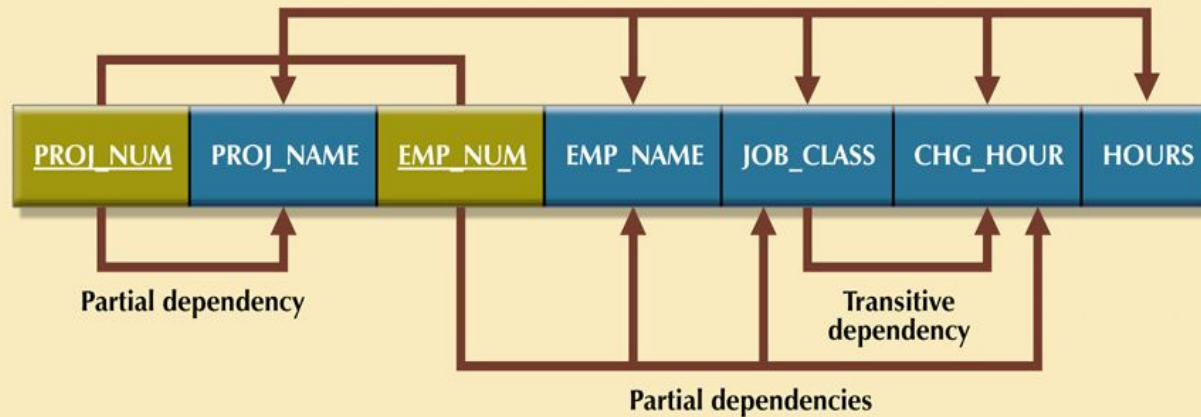 PROJ_NUM PROJ_NAME EMP_NUM EMP_NAME JOB_CLASS CHG_HOUR HOURS
Partial dependency
Transitive
dependency
Partial dependencies